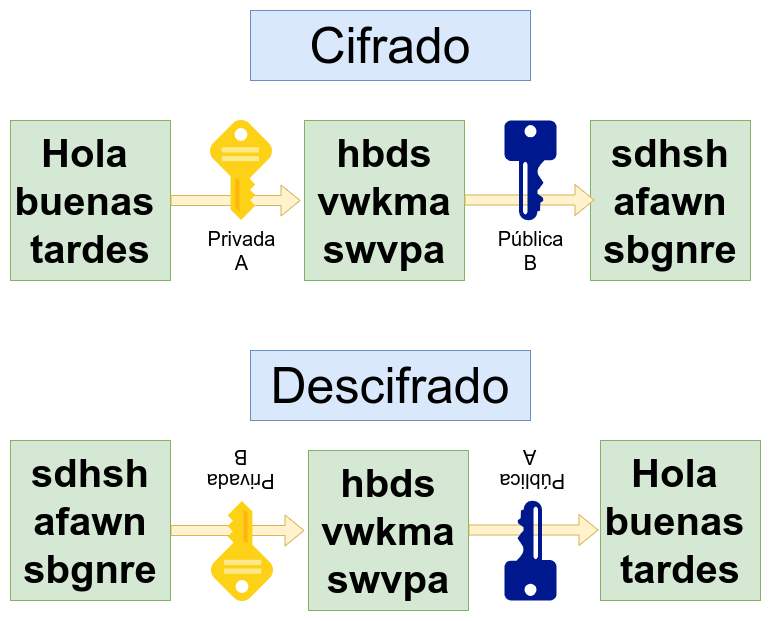 Cifrado
Hola
buenas
tardes
Privada
A
hbds
vwkma
swvpa
Pública
B
sdhsh
afawn
sbgnre
Descifrado
sdhsh
afawn
sbgnre
Privada
B
hbds
vwkma
swvpa
Pública
A
Hola
buenas
tardes